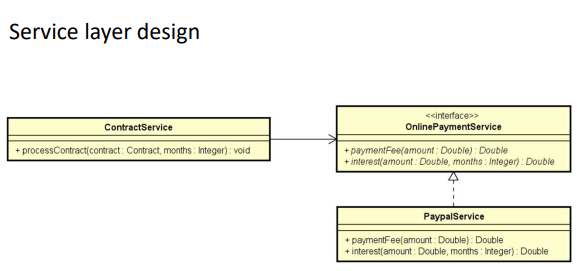 Service layer design
ContractService
+ processContract(contract : Contract, months : Integer) : void
<<interface>>
OnlinePaymentService
+ paymentFee(amount : Double) : Double
+ interest(amount : Double, months : Integer) : Double
PaypalService
+ paymentFee(amount : Double) : Double
+ interest(amount : Double, months : Integer) : Double